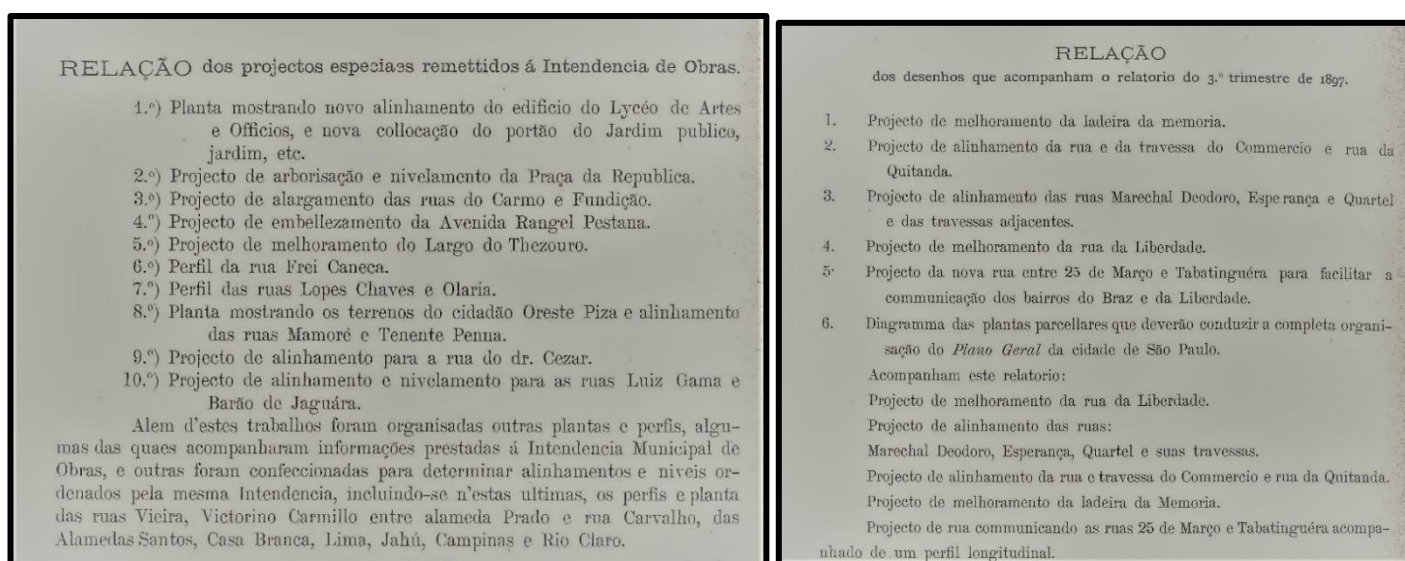 RELAÇÃO dos projectos especiaes remettidos á Intendencia de Obras.
1.º) Planta mostrando novo alinhamento do edificio do Lycéo de Artes
e Officios, e nova collocação do portão do Jardim publico,
jardim, etc.
2.º) Projecto de arborisação e nivelamento da Praça da Republica.
3.º) Projecto de alargamento das ruas do Carmo e Fundição.
4.º) Projecto de embellezamento da Avenida Rangel Pestana.
5.º) Projecto de melhoramento do Largo do Thezouro.
6.º) Perfil da rua Frei Caneca.
7.º) Perfil das ruas Lopes Chaves e Olaria.
8.º) Planta mostrando os terrenos do cidadão Oreste Piza e alinhamento
das ruas Mamoré e Tenente Penna.
9.º) Projecto de alinhamento para a rua do dr. Cezar.
10.º) Projecto de alinhamento e nivelamento para as ruas Luiz Gama e
Barão de Jaguára.
Alem d'estes trabalhos foram organisadas outras plantas e perfis, algu-
mas das quaes acompanharam informações prestadas á Intendencia Municipal de
Obras, e outras foram confeccionadas para determinar alinhamentos e niveis or-
denados pela mesma Intendencia, incluindo-se n'estas ultimas, os perfis e planta
das ruas Vieira, Victorino Carmillo entre alameda Prado e rua Carvalho, das
Alamedas Santos, Casa Branca, Lima, Jahú, Campinas e Rio Claro.
RELAÇÃO
dos desenhos que acompanham o relatorio do 3.º trimestre de 1897.
1. Projecto de melhoramento da ladeira da memoria.
2. Projecto de alinhamento da rua e da travessa do Commercio e rua da
Quitanda.
3. Projecto de alinhamento das ruas Marechal Deodoro, Esperança e Quartel
e das travessas adjacentes.
4. Projecto de melhoramento da rua da Liberdade.
5· Projecto da nova rua entre 25 de Março e Tabatinguéra para facilitar a
communicação dos bairros do Braz e da Liberdade.
6. Diagramma das plantas parcellares que deverão conduzir a completa organi-
sação do Plano Geral da cidade de São Paulo.
Acompanham este relatorio:
Projecto de melhoramento da rua da Liberdade.
Projecto de alinhamento das ruas:
Marechal Deodoro, Esperança, Quartel e suas travessas.
Projecto de alinhamento da rua e travessa do Commercio e rua da Quitanda.
Projecto de melhoramento da ladeira da Memoria.
Projecto de rua communicando as ruas 25 de Março e Tabatinguéra acompa-
nhado de um perfil longitudinal.